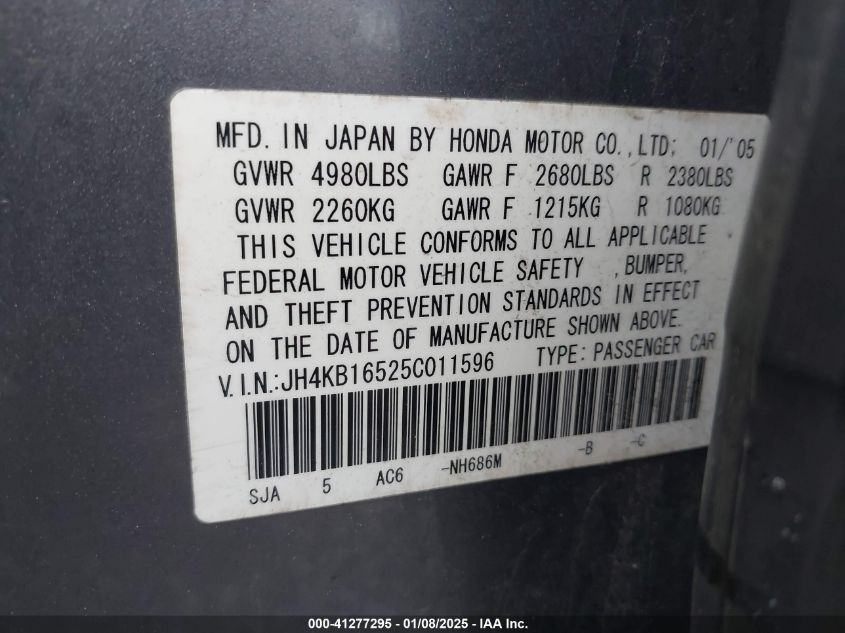 MFD. IN JAPAN BY HONDA MOTOR CO., LTD; 01/'05
GVWR 4980LBS GAWR F 2680LBS R 2380LBS
GVWR 2260KG GAWR F 1215KG R 1080KG
THIS VEHICLE CONFORMS TO ALL APPLICABLE
FEDERAL MOTOR VEHICLE SAFETY , BUMPER,
AND THEFT PREVENTION STANDARDS IN EFFECT
ON THE DATE OF MANUFACTURE SHOWN ABOVE.
V.I.N.:JH4KB16525C011596 TYPE: PASSENGER CAR
SJA 5 AC6 -NH686M -B -C
000-41277295 - 01/08/2025 - IAA Inc.